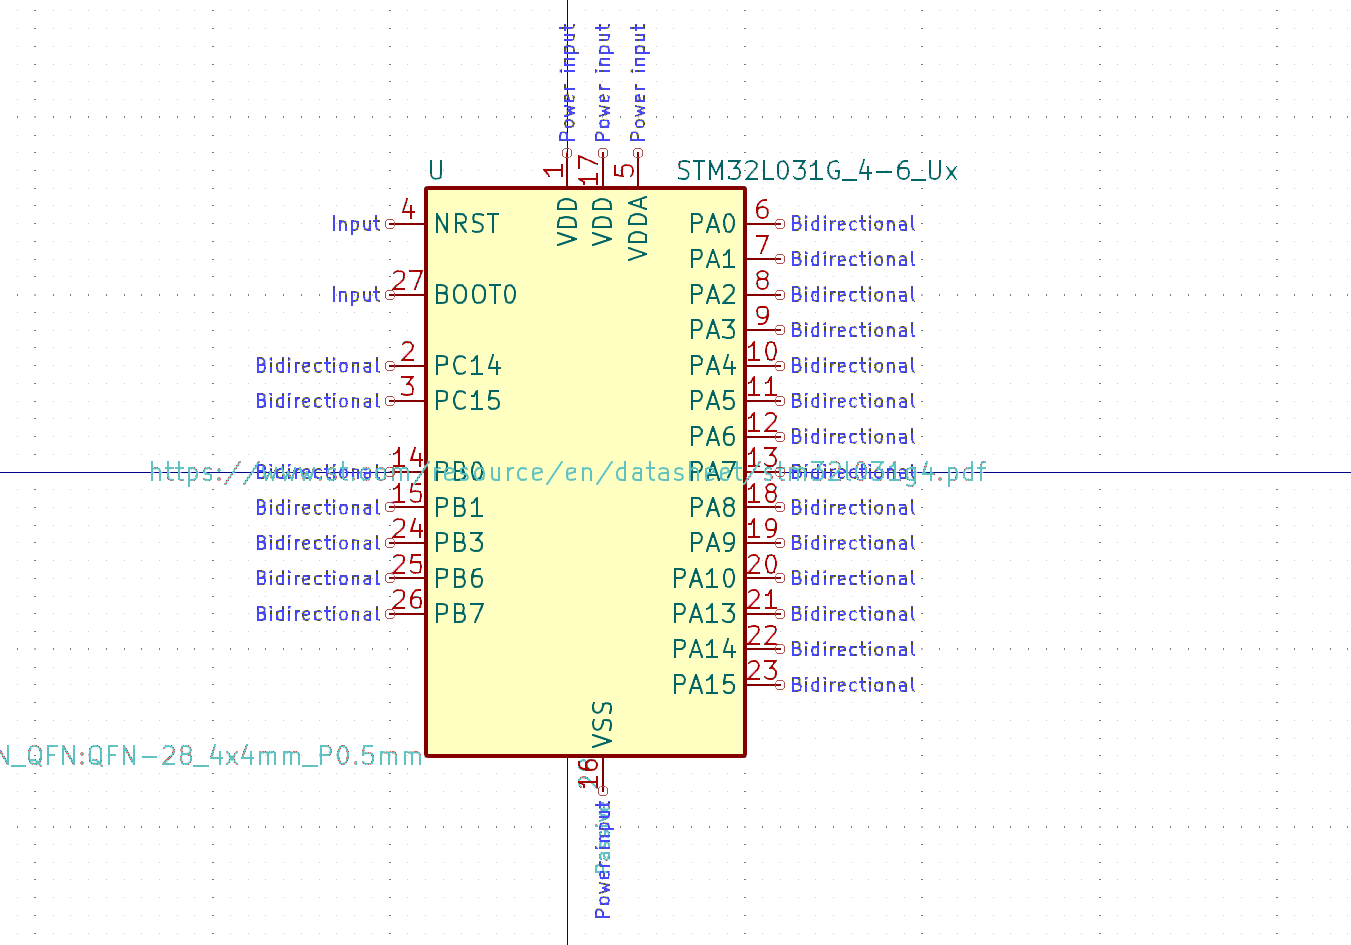 Power input Power input Power input
1 17 5
U STM32L031G_4-6_Ux
VDD VDD VDDA
Input 4 NRST PA0 6 Bidirectional
PA1 7 Bidirectional
Input 27 BOOT0 PA2 8 Bidirectional
PA3 9 Bidirectional
Bidirectional 2 PC14 PA4 10 Bidirectional
Bidirectional 3 PC15 PA5 11 Bidirectional
PA6 12 Bidirectional
Bidirectional 14 PB0 PA7 13 Bidirectional
https://www.st.com/resource/en/datasheet/stm32l031g4.pdf
Bidirectional 15 PB1 PA8 18 Bidirectional
Bidirectional 24 PB3 PA9 19 Bidirectional
Bidirectional 25 PB6 PA10 20 Bidirectional
Bidirectional 26 PB7 PA13 21 Bidirectional
PA14 22 Bidirectional
PA15 23 Bidirectional
VSS
N_QFN:QFN-28_4x4mm_P0.5mm
16
Power input
Passive